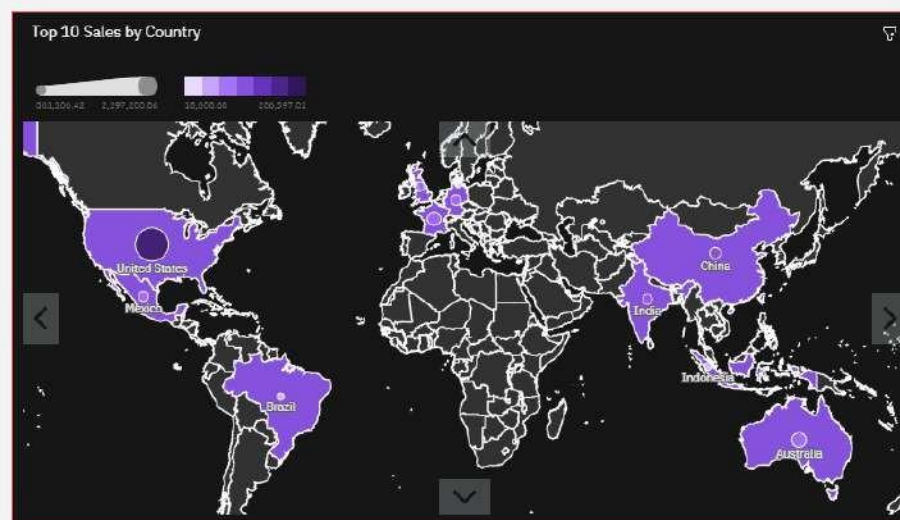 Top 10 Sales by Country
United States
Mexico
Brazil
China
India
Indonesia
Australia